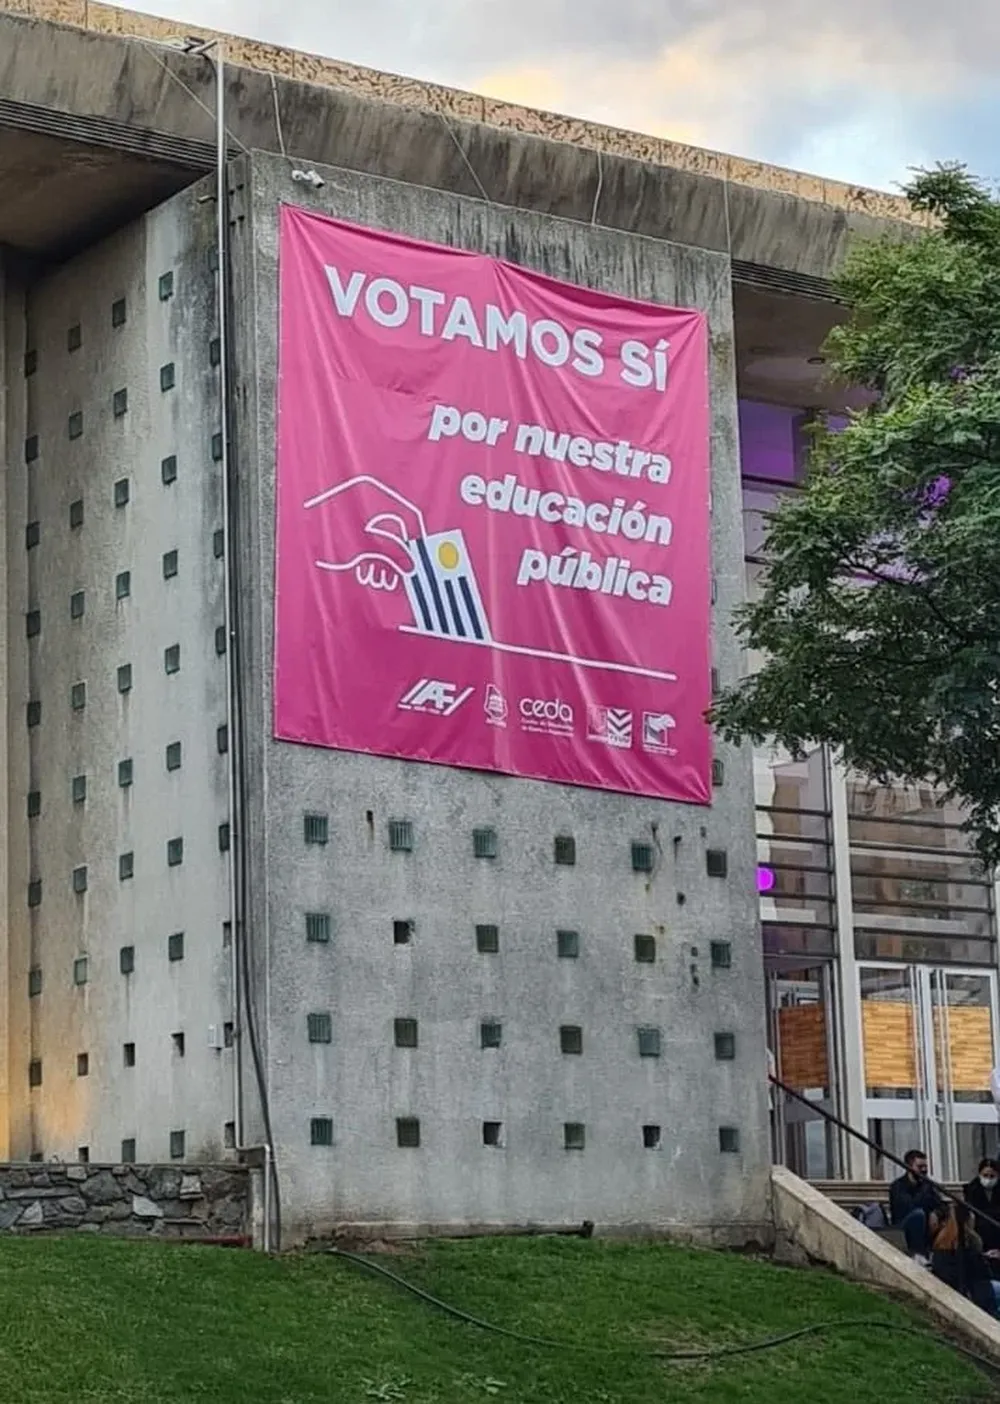 VOTAMOS SÍ
por nuestra
educación
pública
ceda